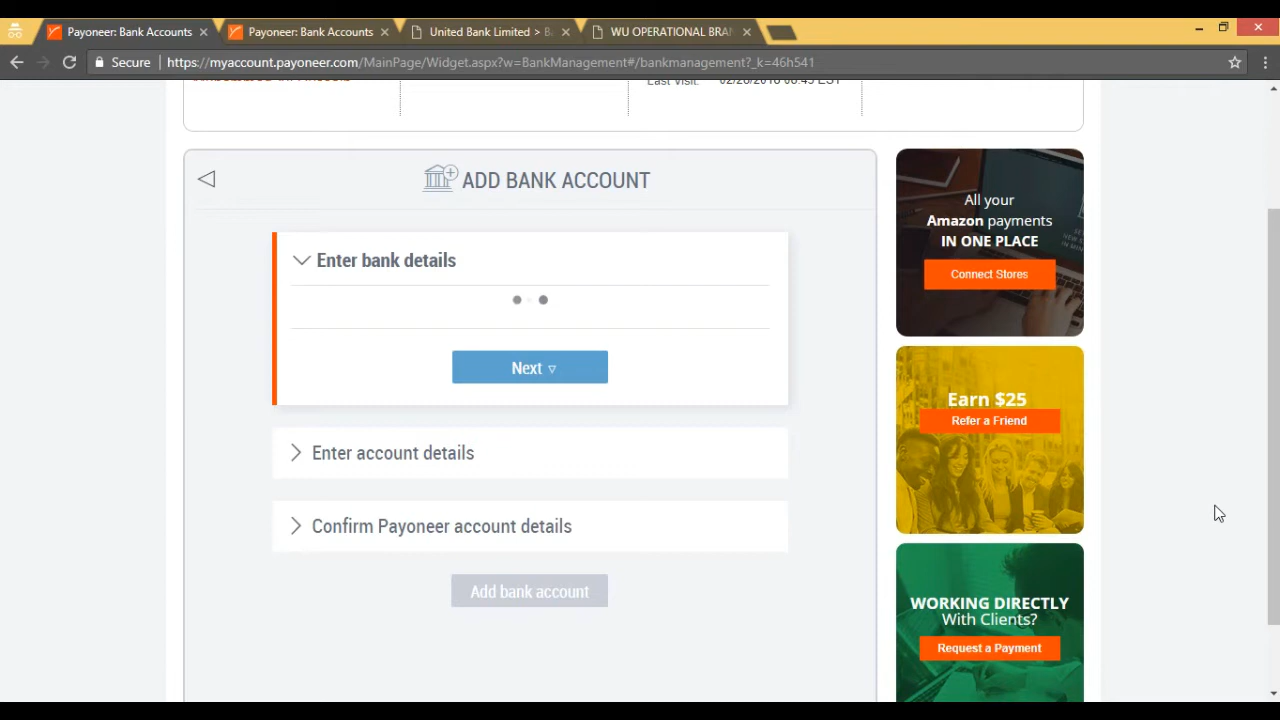 Payoneer: Bank Accounts
Payoneer: Bank Accounts
United Bank Limited > B
WU OPERATIONAL BRAN
Secure
https://myaccount.payoneer.com/MainPage/Widget.aspx?w=BankManagement#/bankmanagement?_k=46h541
Last Visit:
ADD BANK ACCOUNT
Enter bank details
Next
Enter account details
Confirm Payoneer account details
Add bank account
All your
Amazon payments
IN ONE PLACE
Connect Stores
Earn $25
Refer a Friend
WORKING DIRECTLY
With Clients?
Request a Payment